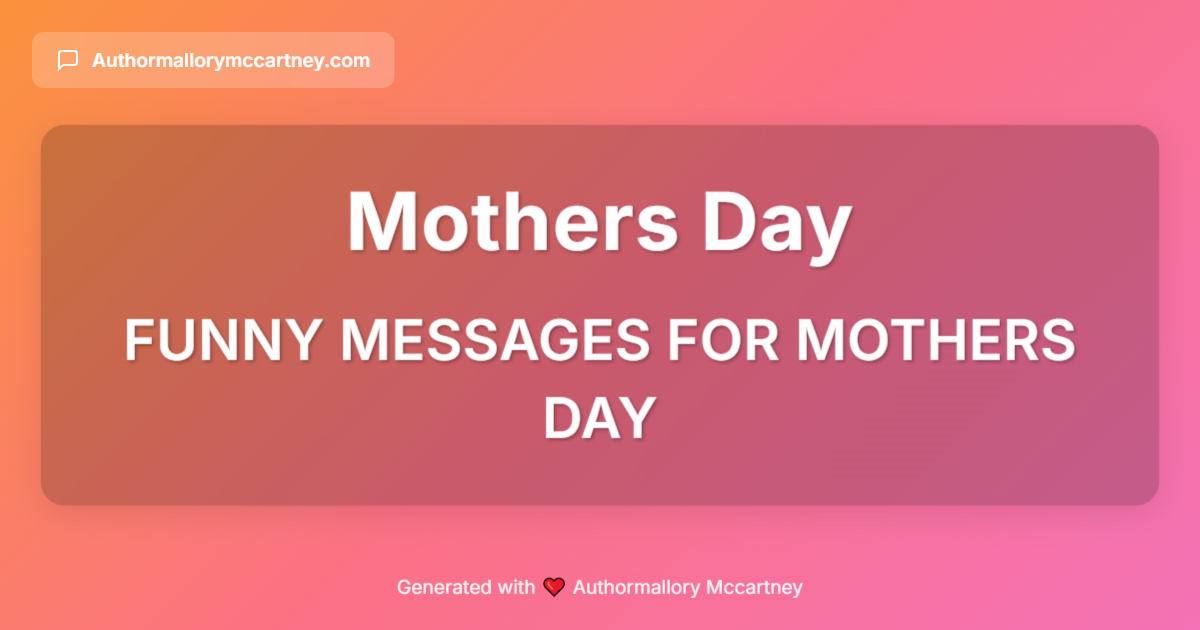 Authormallorymccartney.com
Mothers Day
FUNNY MESSAGES FOR MOTHERS
DAY
Generated with ❤️ Authormallory Mccartney